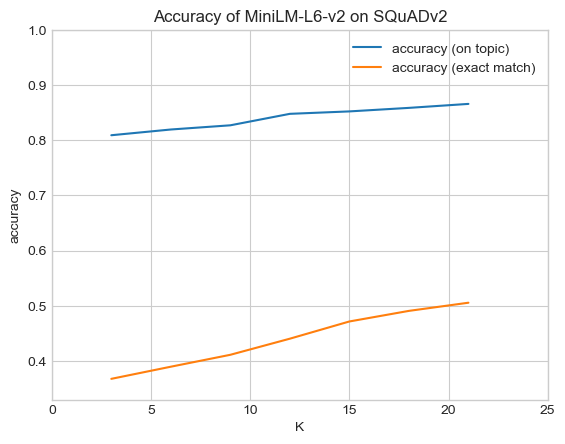 Accuracy of MiniLM-L6-v2 on SQuADv2
1.0
accuracy (on topic)
accuracy (exact match)
0.9
0.8
0.7
accuracy
0.6
0.5
0.4
0 5 10 15 20 25
K